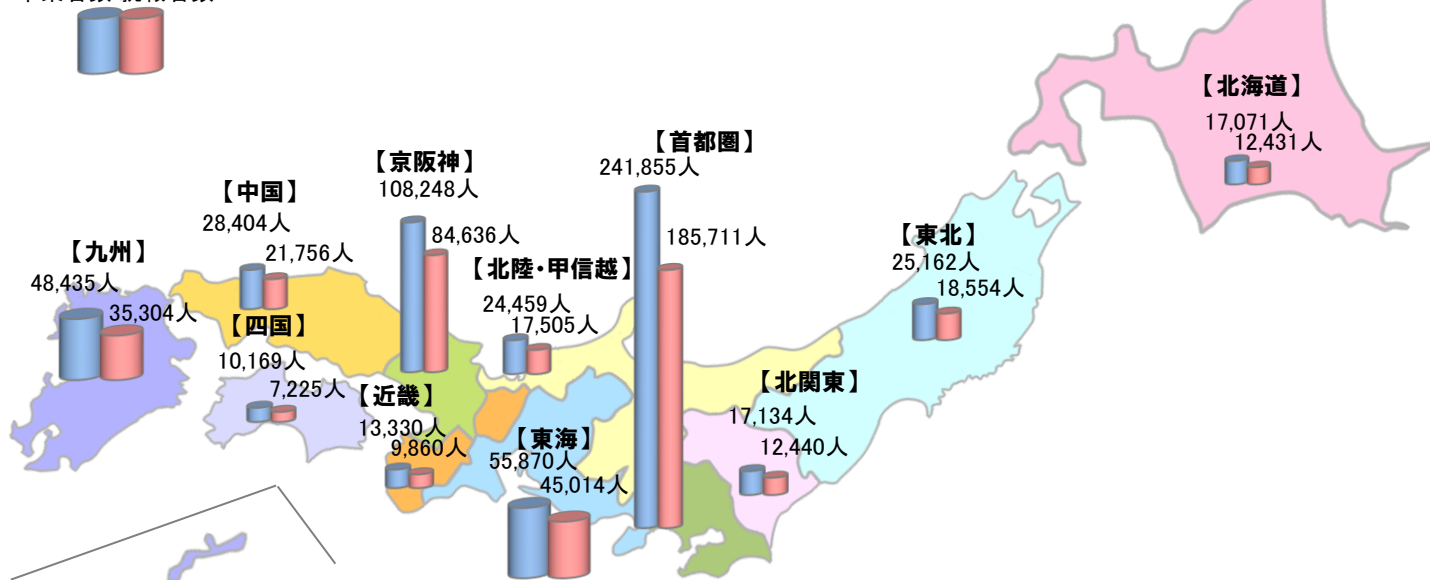 【北海道】
17,071人
12,431人
【首都圏】
241,855人
185,711人
【京阪神】
108,248人
84,636人
【中国】
28,404人
21,756人
【東北】
25,162人
18,554人
【九州】
48,435人
35,304人
【北陸・甲信越】
24,459人
17,505人
【四国】
10,169人
7,225人
【北関東】
17,134人
12,440人
【近畿】
13,330人
9,860人
【東海】
55,870人
45,014人